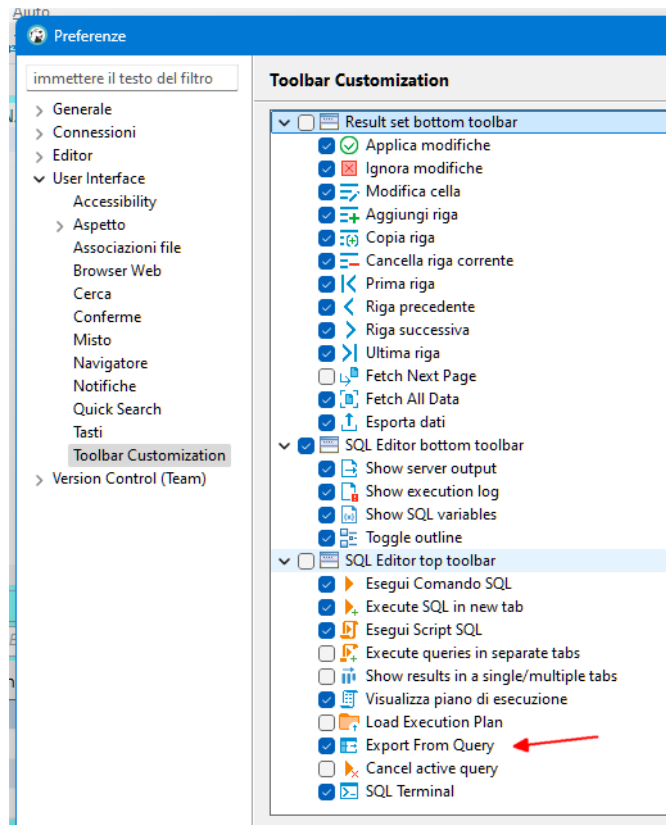 Aiuto
Preferenze
immettere il testo del filtro
Generale
Connessioni
Editor
User Interface
Accessibility
Aspetto
Associazioni file
Browser Web
Cerca
Conferme
Misto
Navigatore
Notifiche
Quick Search
Tasti
Toolbar Customization
Version Control (Team)
Toolbar Customization
Result set bottom toolbar
Applica modifiche
Ignora modifiche
Modifica cella
Aggiungi riga
Copia riga
Cancella riga corrente
Prima riga
Riga precedente
Riga successiva
Ultima riga
Fetch Next Page
Fetch All Data
Esporta dati
SQL Editor bottom toolbar
Show server output
Show execution log
Show SQL variables
Toggle outline
SQL Editor top toolbar
Esegui Comando SQL
Execute SQL in new tab
Esegui Script SQL
Execute queries in separate tabs
Show results in a single/multiple tabs
Visualizza piano di esecuzione
Load Execution Plan
Export From Query
Cancel active query
SQL Terminal